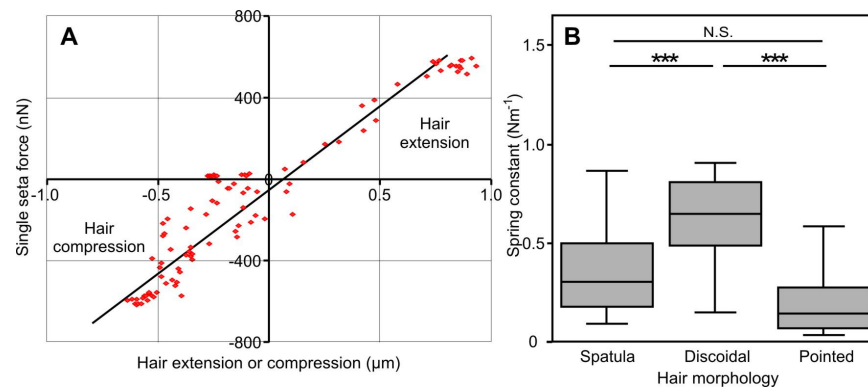 A
800
400
0
-400
-800
-1.0
-0.5
0.5
1.0
Single seta force (nN)
Hair
extension
Hair
compression
Hair extension or compression (µm)
B
N.S.
***
***
1.5
1.0
0.5
0
Spring constant (Nm-1)
Spatula
Discoidal
Pointed
Hair morphology